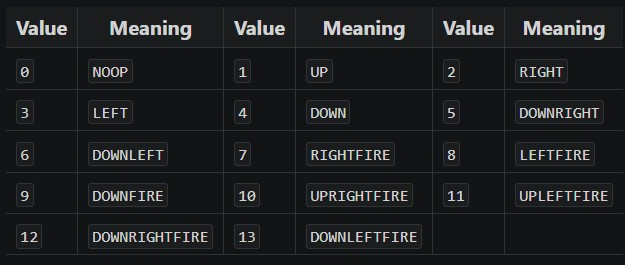 Value Meaning Value Meaning Value Meaning
0 NOOP 1 UP 2 RIGHT
3 LEFT 4 DOWN 5 DOWNRIGHT
6 DOWNLEFT 7 RIGHTFIRE 8 LEFTFIRE
9 DOWNFIRE 10 UPRIGHTFIRE 11 UPLEFTFIRE
12 DOWNRIGHTFIRE 13 DOWNLEFTFIRE